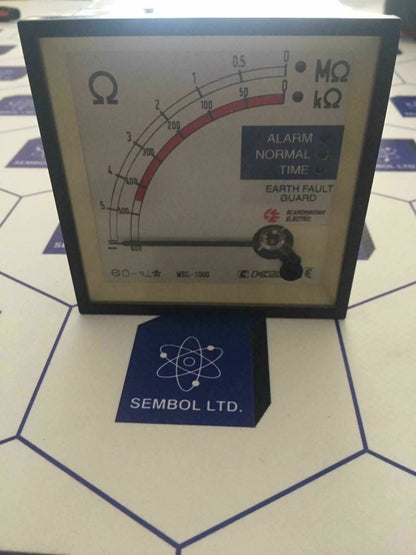 Ω
0 MΩ
0 kΩ
0.5
1
2
3
4
5
50
100
200
300
400
500
ALARM
NORMAL
TIME
EARTH FAULT
GUARD
SCANDINAVIAN
ELECTRIC
∞
WEG-1000
SEMBOL LTD.